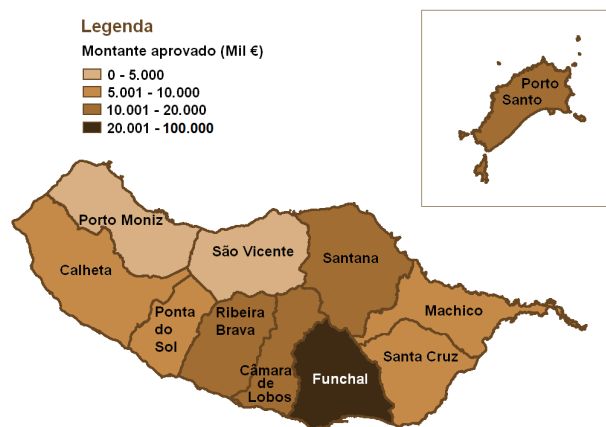 Legenda
Montante aprovado (Mil €)
0 - 5.000
5.001 - 10.000
10.001 - 20.000
20.001 - 100.000
Porto
Santo
Porto Moniz
São Vicente
Santana
Calheta
Ponta
do
Sol
Ribeira
Brava
Machico
Câmara
de
Lobos
Funchal
Santa Cruz